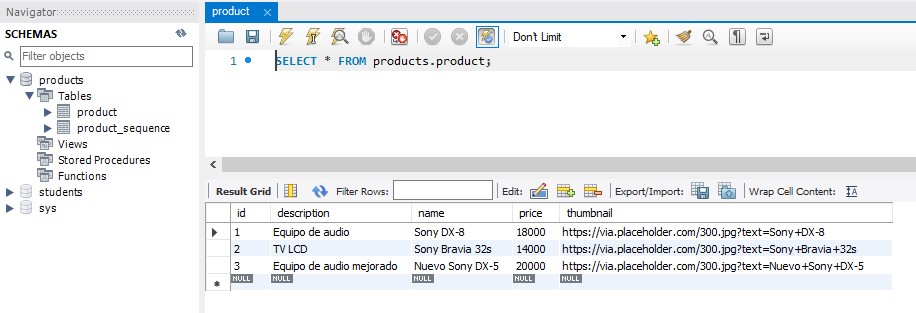 Navigator
SCHEMAS
Filter objects
products
Tables
product
product_sequence
Views
Stored Procedures
Functions
students
sys
product
Don't Limit
1 SELECT * FROM products.product;
Result Grid Filter Rows: Edit: Export/Import: Wrap Cell Content:
id description name price thumbnail
1 Equipo de audio Sony DX-8 18000 https://via.placeholder.com/300.jpg?text=Sony+DX-8
2 TV LCD Sony Bravia 32s 14000 https://via.placeholder.com/300.jpg?text=Sony+Bravia+32s
3 Equipo de audio mejorado Nuevo Sony DX-5 20000 https://via.placeholder.com/300.jpg?text=Nuevo+Sony+DX-5
NULL NULL NULL NULL NULL